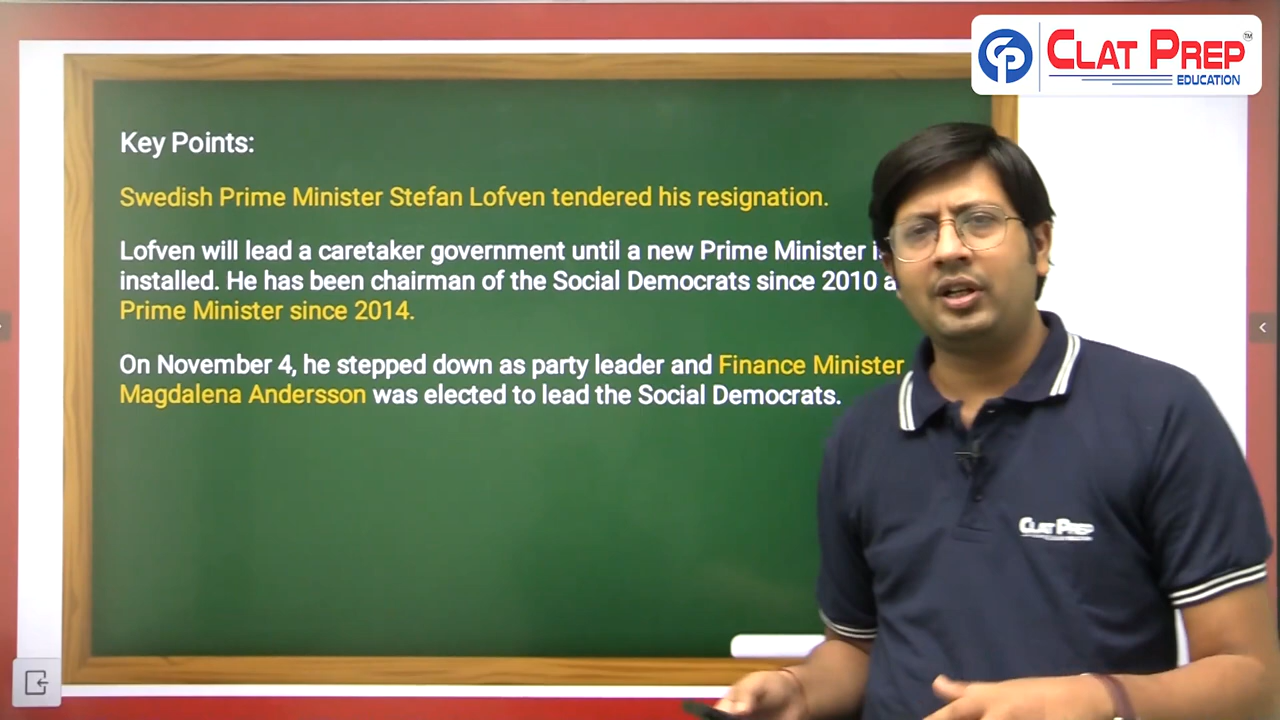 CLAT PREP
TM
EDUCATION
Key Points:
Swedish Prime Minister Stefan Lofven tendered his resignation.
Lofven will lead a caretaker government until a new Prime Minister is
installed. He has been chairman of the Social Democrats since 2010 a
Prime Minister since 2014.
On November 4, he stepped down as party leader and Finance Minister
Magdalena Andersson was elected to lead the Social Democrats.
CLAT PREP